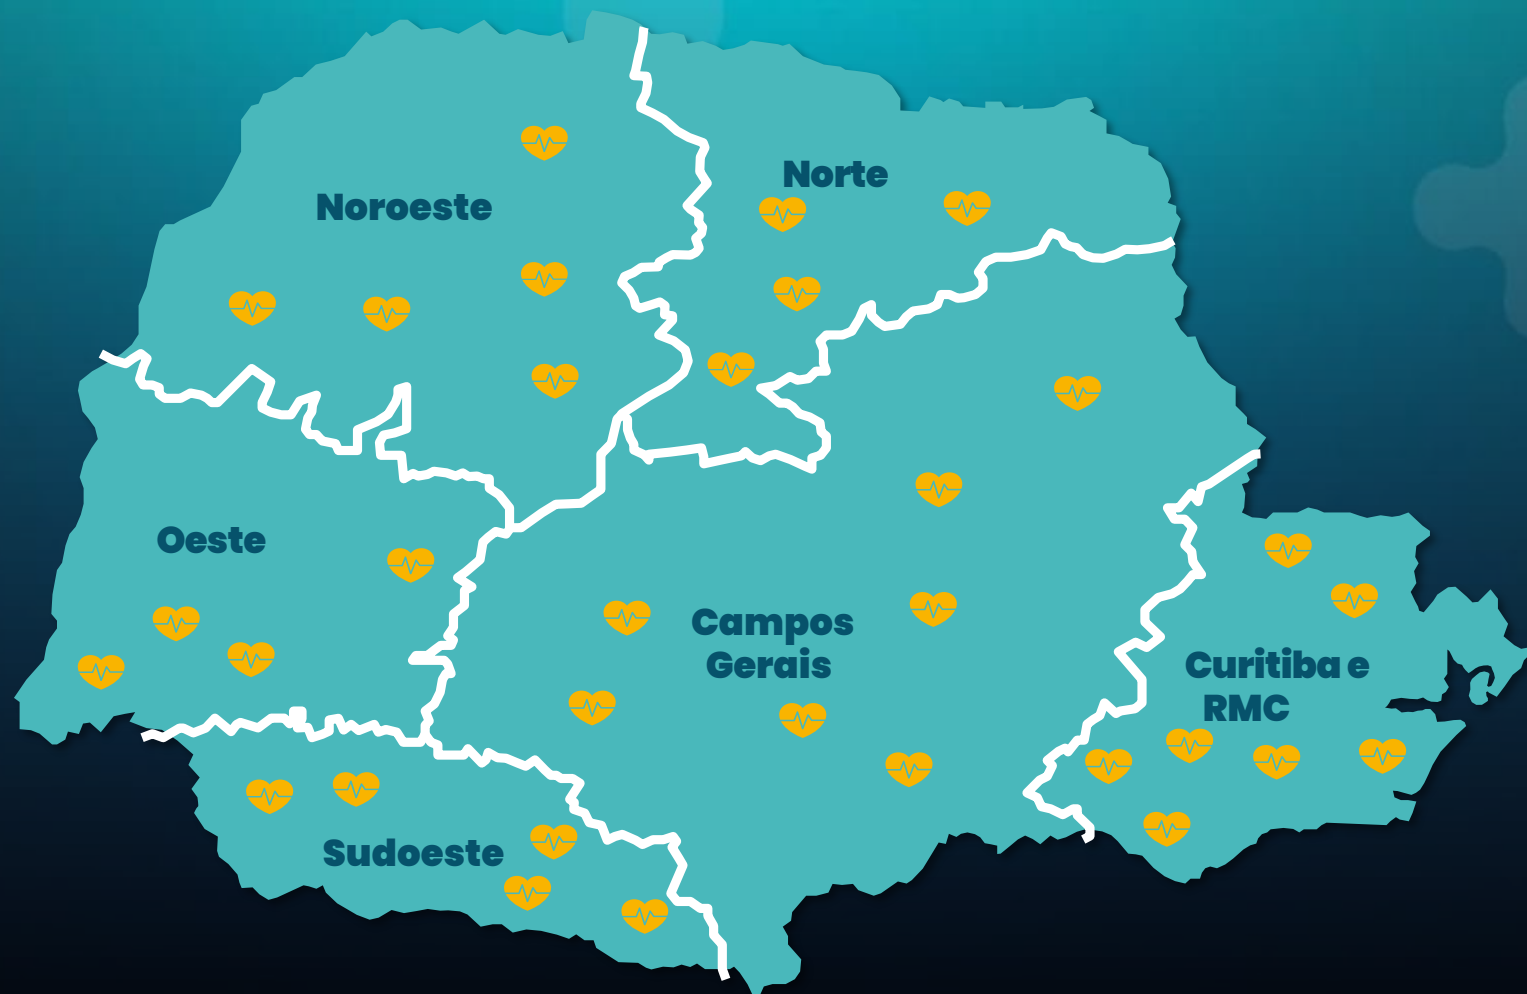 Norte
Noroeste
Oeste
Campos
Gerais
Curitiba e
RMC
Sudoeste